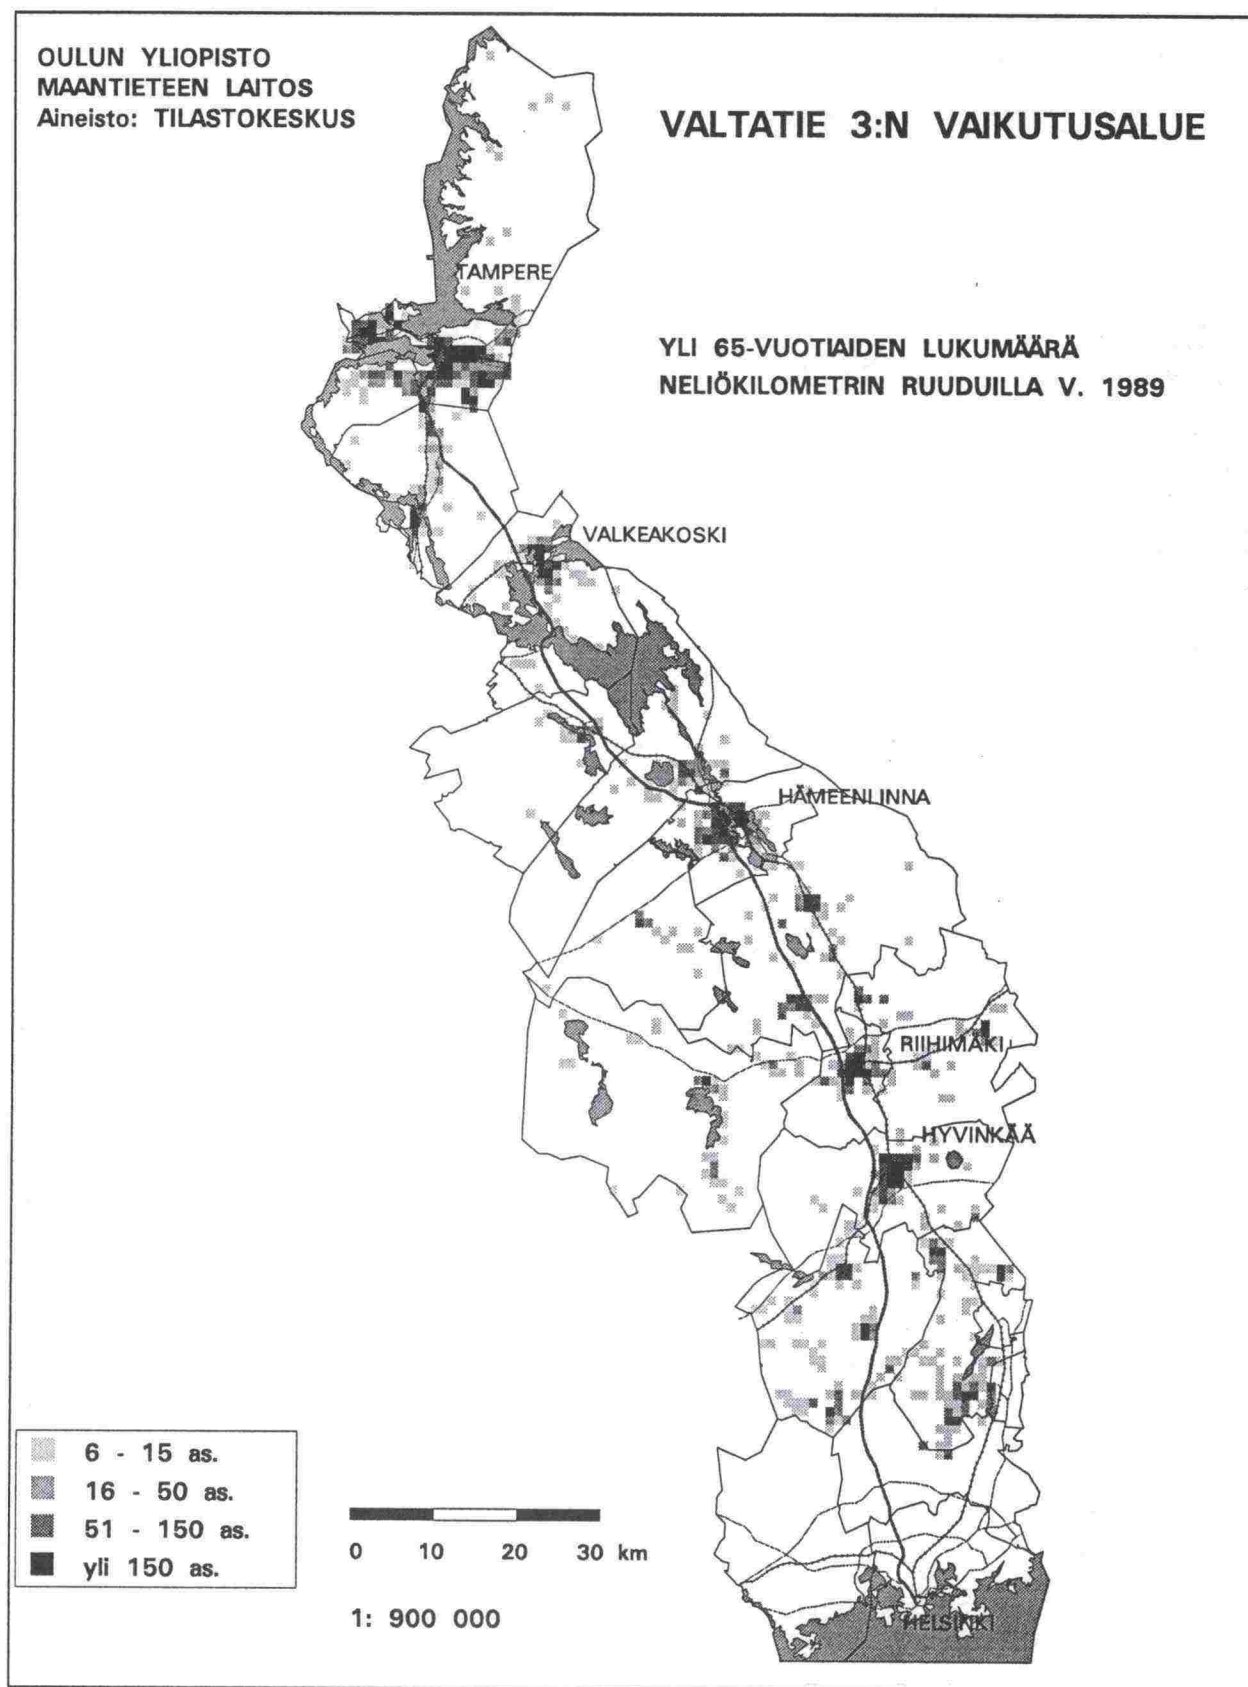 OULUN YLIOPISTO
MAANTIETEEN LAITOS
Aineisto: TILASTOKESKUS
VALTATIE 3:N VAIKUTUSALUE
YLI 65-VUOTIAIDEN LUKUMÄÄRÄ
NELIÖKILOMETRIN RUUDUILLA V. 1989
TAMPERE
VALKEAKOSKI
HÄMEENLINNA
RIIHIMÄKI
HYVINKÄÄ
HELSINKI
6 - 15 as.
16 - 50 as.
51 - 150 as.
yli 150 as.
0 10 20 30 km
1: 900 000